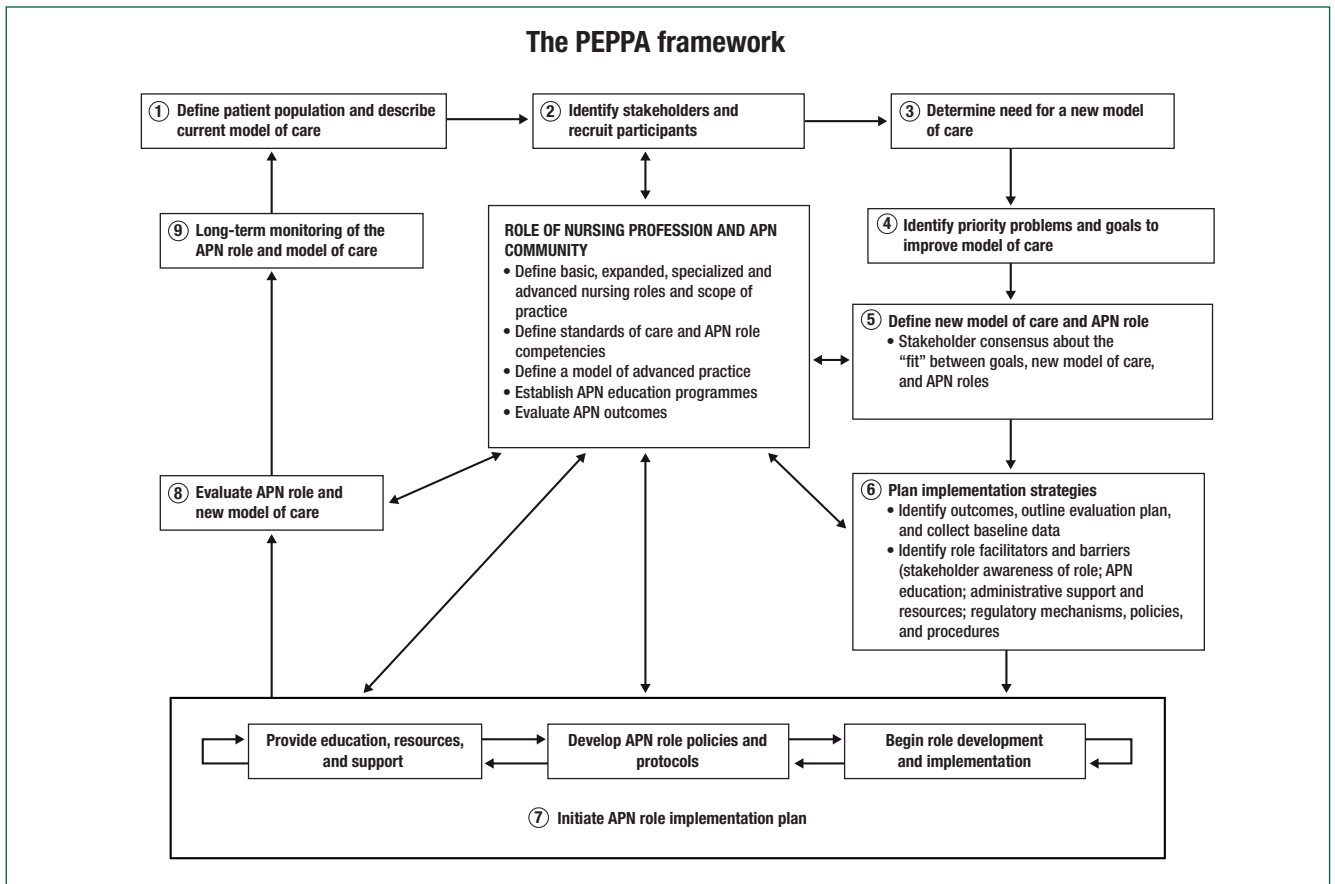 The PEPPA framework
1 Define patient population and describe
current model of care
2 Identify stakeholders and
recruit participants
3 Determine need for a new model
of care
4 Identify priority problems and goals to
improve model of care
5 Define new model of care and APN role
• Stakeholder consensus about the
“fit” between goals, new model of care,
and APN roles
6 Plan implementation strategies
• Identify outcomes, outline evaluation plan,
and collect baseline data
• Identify role facilitators and barriers
(stakeholder awareness of role; APN
education; administrative support and
resources; regulatory mechanisms, policies,
and procedures
ROLE OF NURSING PROFESSION AND APN
COMMUNITY
• Define basic, expanded, specialized and
advanced nursing roles and scope of
practice
• Define standards of care and APN role
competencies
• Define a model of advanced practice
• Establish APN education programmes
• Evaluate APN outcomes
Provide education, resources,
and support
Develop APN role policies and
protocols
Begin role development
and implementation
7 Initiate APN role implementation plan
8 Evaluate APN role and
new model of care
9 Long-term monitoring of the
APN role and model of care